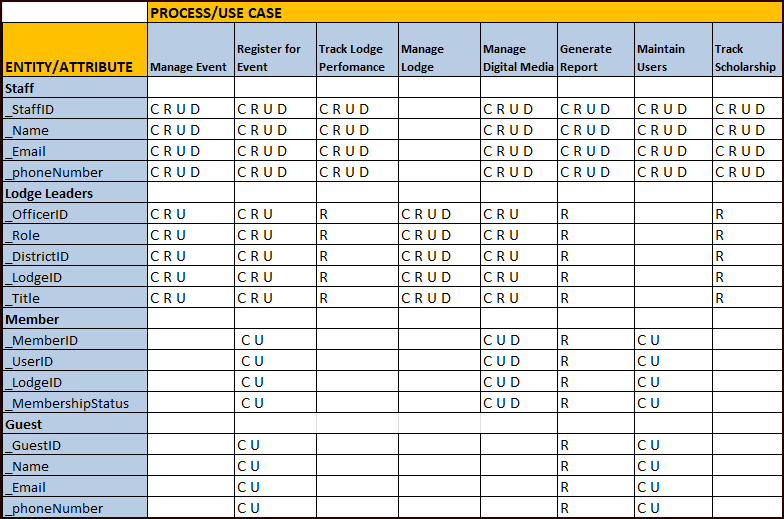 PROCESS/USE CASE
ENTITY/ATTRIBUTE Manage Event Register for Event Track Lodge Perfomance Manage Lodge Manage Digital Media Generate Report Maintain Users Track Scholarship
Staff
_StaffID C R U D C R U D C R U D C R U D C R U D C R U D C R U D
_Name C R U D C R U D C R U D C R U D C R U D C R U D C R U D
_Email C R U D C R U D C R U D C R U D C R U D C R U D C R U D
_phoneNumber C R U D C R U D C R U D C R U D C R U D C R U D C R U D
Lodge Leaders
_OfficerID C R U C R U R C R U D C R U R R
_Role C R U C R U R C R U D C R U R R
_DistrictID C R U C R U R C R U D C R U R R
_LodgeID C R U C R U R C R U D C R U R R
_Title C R U C R U R C R U D C R U R R
Member
_MemberID C U C U D R C U
_UserID C U C U D R C U
_LodgeID C U C U D R C U
_MembershipStatus C U C U D R C U
Guest
_GuestID C U R C U
_Name C U R C U
_Email C U R C U
_phoneNumber C U R C U